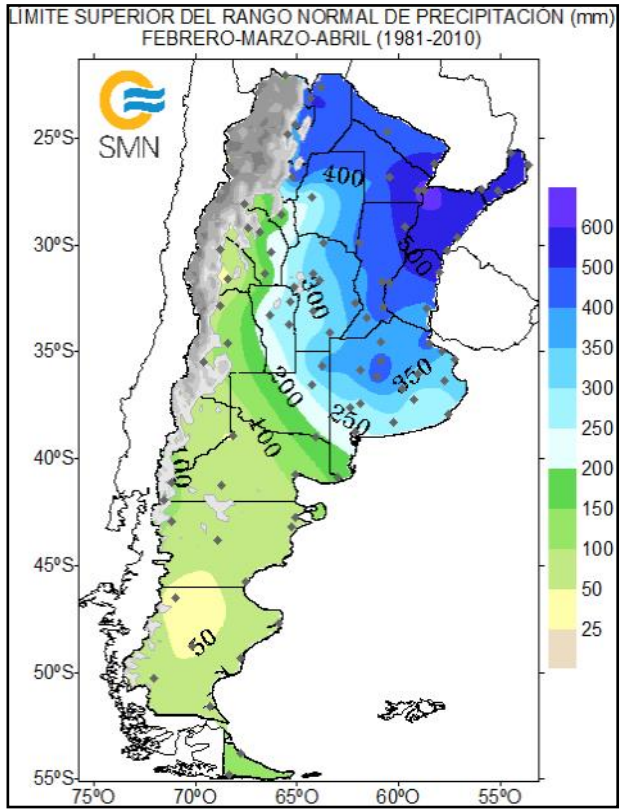 LÍMITE SUPERIOR DEL RANGO NORMAL DE PRECIPITACIÓN (mm)
FEBRERO-MARZO-ABRIL (1981-2010)
SMN
25ºS
30ºS
35ºS
40ºS
45ºS
50ºS
55ºS
75ºO
70ºO
65ºO
60ºO
55ºO
400
500
300
350
200
250
100
100
50
600
500
400
350
300
250
200
150
100
50
25